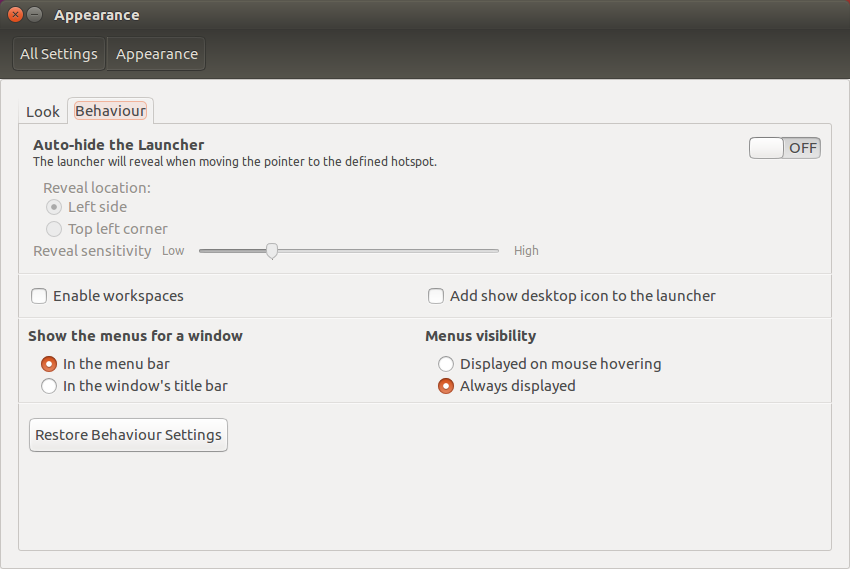 Appearance
All Settings Appearance
Look Behaviour
Auto-hide the Launcher
OFF
The launcher will reveal when moving the pointer to the defined hotspot.
Reveal location:
Left side
Top left corner
Reveal sensitivity Low High
Enable workspaces Add show desktop icon to the launcher
Show the menus for a window
In the menu bar
In the window's title bar
Menus visibility
Displayed on mouse hovering
Always displayed
Restore Behaviour Settings